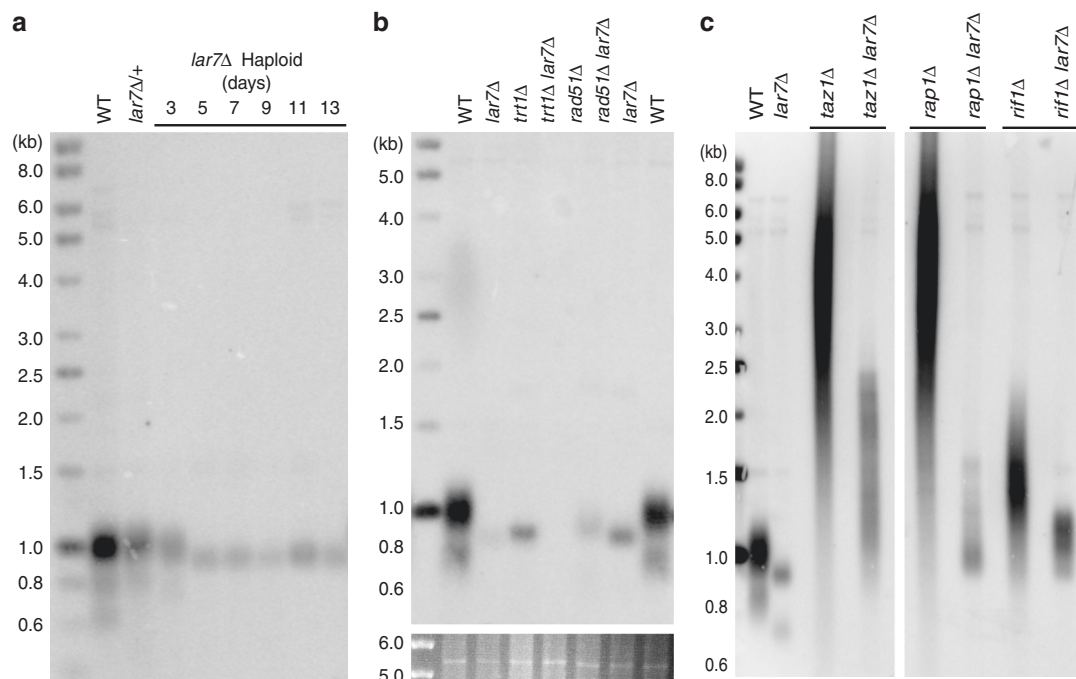 a
lar7Δ Haploid
(days)
WT
lar7Δ/+
3 5 7 9 11 13
(kb)
8.0
6.0
5.0
4.0
3.0
2.5
2.0
1.5
1.0
0.8
0.6
b
WT
lar7Δ
trt1Δ
trt1Δ lar7Δ
rad51Δ
rad51Δ lar7Δ
lar7Δ
WT
(kb)
5.0
4.0
3.0
2.5
2.0
1.5
1.0
0.8
0.6
6.0
5.0
c
WT
lar7Δ
taz1Δ
taz1Δ lar7Δ
rap1Δ
rap1Δ lar7Δ
rif1Δ
rif1Δ lar7Δ
(kb)
8.0
6.0
5.0
4.0
3.0
2.5
2.0
1.5
1.0
0.8
0.6